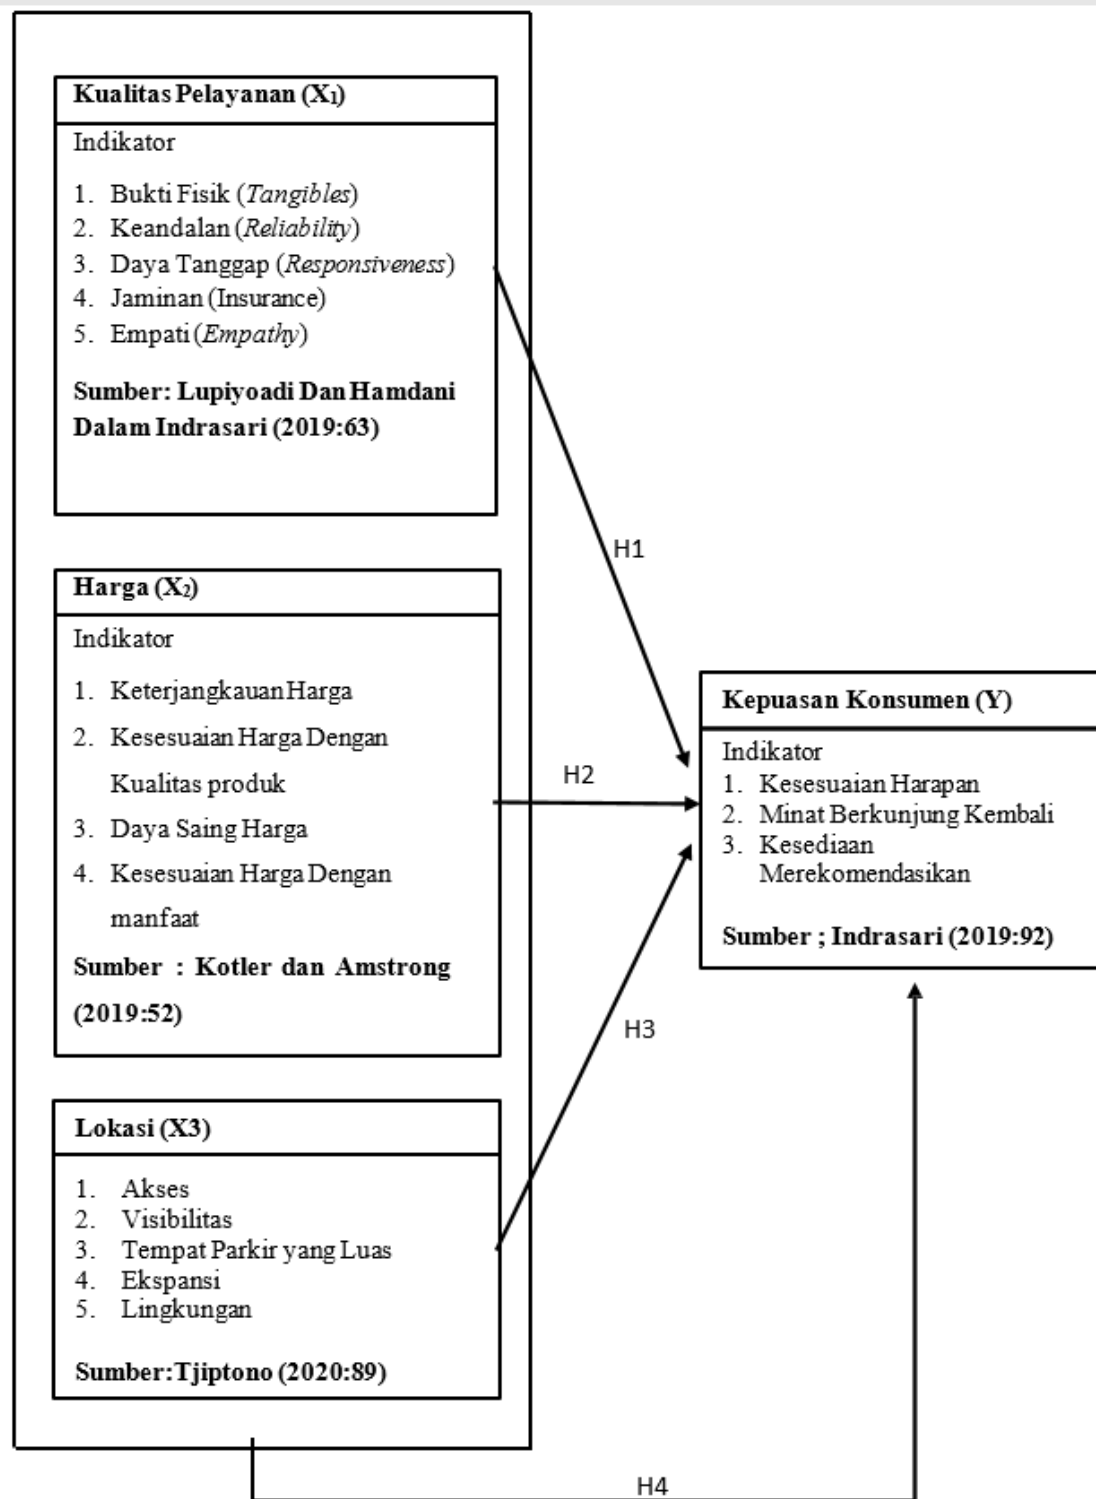 Kualitas Pelayanan (X₁)
Indikator
1. Bukti Fisik (Tangibles)
2. Keandalan (Reliability)
3. Daya Tanggap (Responsiveness)
4. Jaminan (Insurance)
5. Empati (Empathy)
Sumber: Lupiyoadi Dan Hamdani
Dalam Indrasari (2019:63)
H1
Harga (X₂)
Indikator
1. Keterjangkauan Harga
2. Kesesuaian Harga Dengan
Kualitas produk
3. Daya Saing Harga
4. Kesesuaian Harga Dengan
manfaat
Sumber : Kotler dan Amstrong
(2019:52)
H2
Kepuasan Konsumen (Y)
Indikator
1. Kesesuaian Harapan
2. Minat Berkunjung Kembali
3. Kesediaan
Merekomendasikan
Sumber ; Indrasari (2019:92)
H3
Lokasi (X3)
1. Akses
2. Visibilitas
3. Tempat Parkir yang Luas
4. Ekspansi
5. Lingkungan
Sumber:Tjiptono (2020:89)
H4